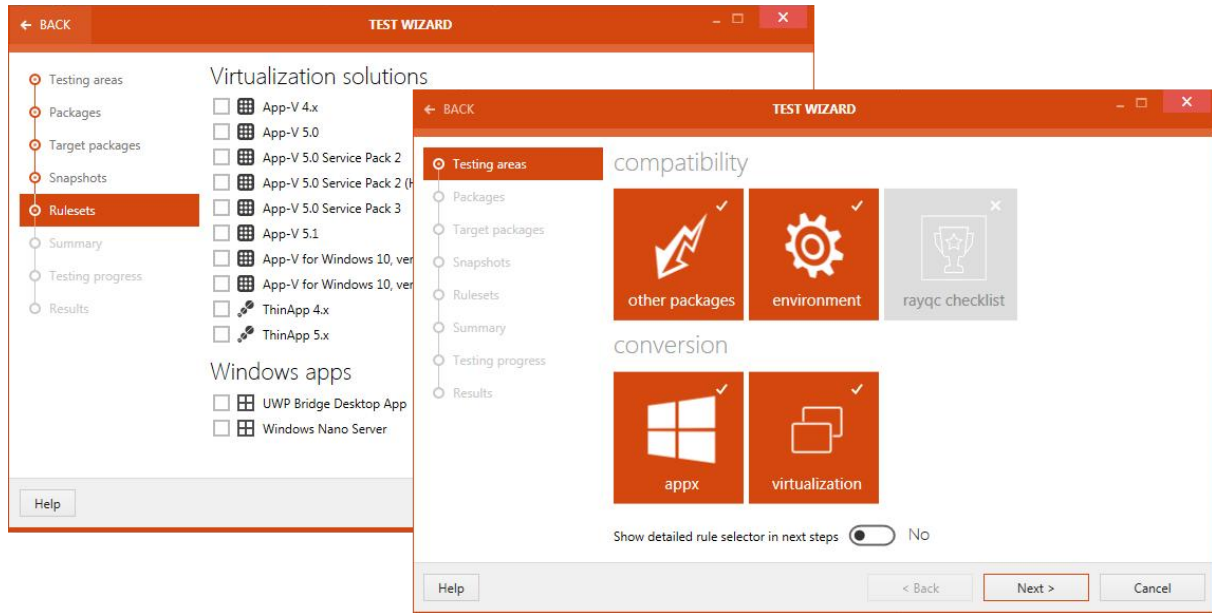 BACK
TEST WIZARD
Testing areas
Packages
Target packages
Snapshots
Rulesets
Summary
Testing progress
Results
Virtualization solutions
App-V 4.x
App-V 5.0
App-V 5.0 Service Pack 2
App-V 5.0 Service Pack 2 (H
App-V 5.0 Service Pack 3
App-V 5.1
App-V for Windows 10, ver
App-V for Windows 10, ver
ThinApp 4.x
ThinApp 5.x
Windows apps
UWP Bridge Desktop App
Windows Nano Server
Help
BACK
TEST WIZARD
Testing areas
Packages
Target packages
Snapshots
Rulesets
Summary
Testing progress
Results
compatibility
other packages
environment
rayqc checklist
conversion
appx
virtualization
Show detailed rule selector in next steps No
Help
< Back
Next >
Cancel